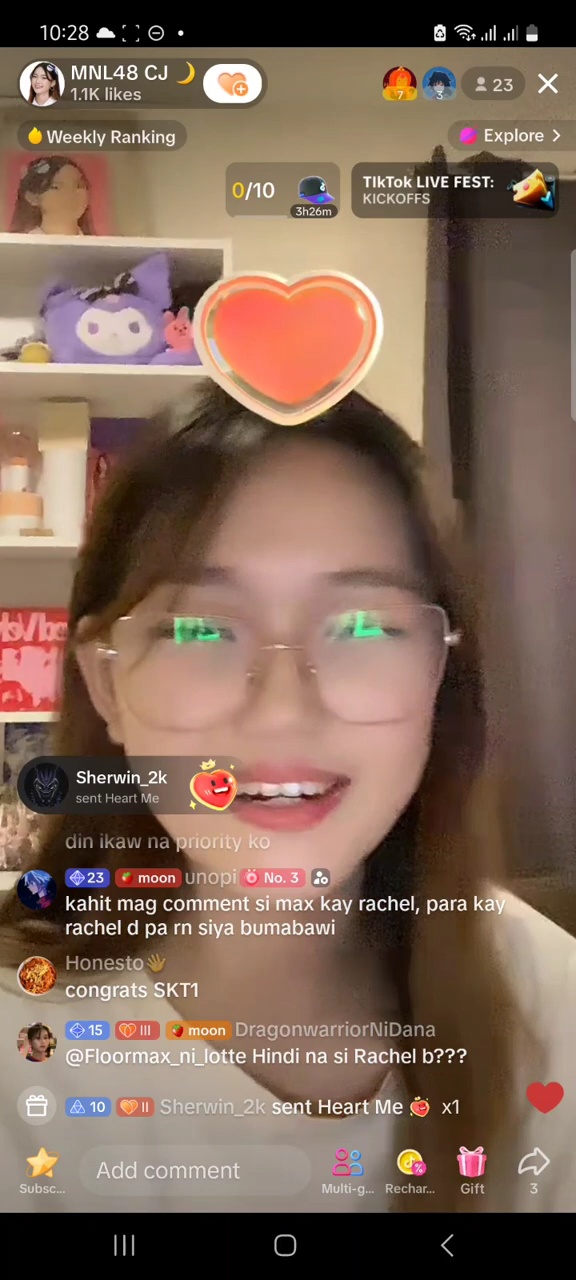 10:28
MNL48 CJ 🌙
1.1K likes
7
3
23
Weekly Ranking
Explore >
0/10
3h26m
TIkTok LIVE FEST:
KICKOFFS
Sherwin_2k
sent Heart Me
din ikaw na priority ko
23 moon unopi No. 3
kahit mag comment si max kay rachel, para kay
rachel d pa rn siya bumabawi
Honesto👋
congrats SKT1
15 III moon DragonwarriorNiDana
@Floormax_ni_lotte Hindi na si Rachel b???
10 II Sherwin_2k sent Heart Me x1
Add comment
Subsc...
Multi-g...
Rechar...
Gift
3